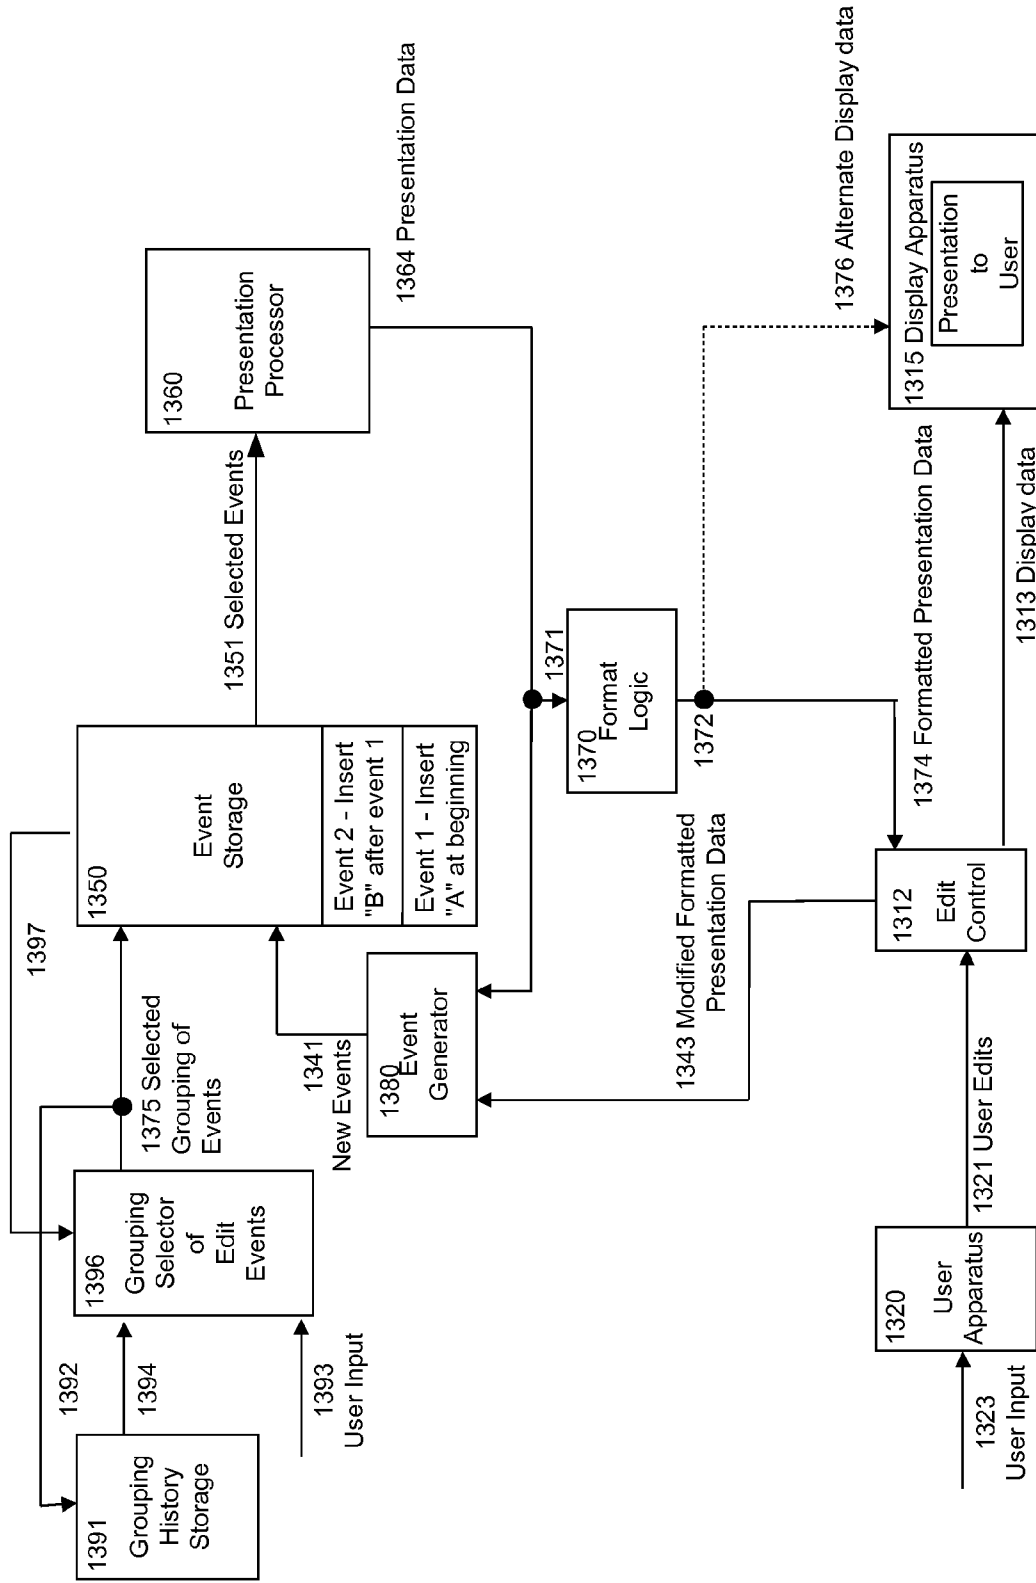 1391
Grouping
History
Storage
1392
1394
1396
Grouping
Selector
of
Edit
Events
1393
User Input
1375 Selected
Grouping of
Events
1397
1350
Event
Storage
Event 2 - Insert
"B" after event 1
Event 1 - Insert
"A" at beginning
1341
New Events
1380
Event
Generator
1351 Selected Events
1360
Presentation
Processor
1364 Presentation Data
1371
1370
Format
Logic
1372
1343 Modified Formatted
Presentation Data
1376 Alternate Display data
1374 Formatted Presentation Data
1323
User Input
1320
User
Apparatus
1321 User Edits
1312
Edit
Control
1313 Display data
1315 Display Apparatus
Presentation
to
User